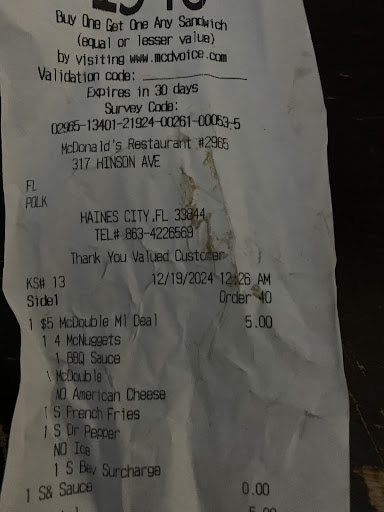 Buy One Get One Any Sandwich
(equal or lesser value)
by visiting www.mcdvoice.com
Validation code:
Expires in 30 days
Survey Code:
02965-13401-21924-00261-00053-5
McDonald's Restaurant #2965
317 HINSON AVE
FL
POLK
HAINES CITY,FL 33844
TEL# 863-4226569
Thank You Valued Customer
KS# 13 12/19/2024 12:26 AM
Side1 Order 40
1 $5 McDouble Ml Deal 5.00
1 4 McNuggets
1 BBQ Sauce
1 McDouble
NO American Cheese
1 S French Fries
1 S Dr Pepper
NO Ice
1 S Bev Surcharge
1 S& Sauce 0.00